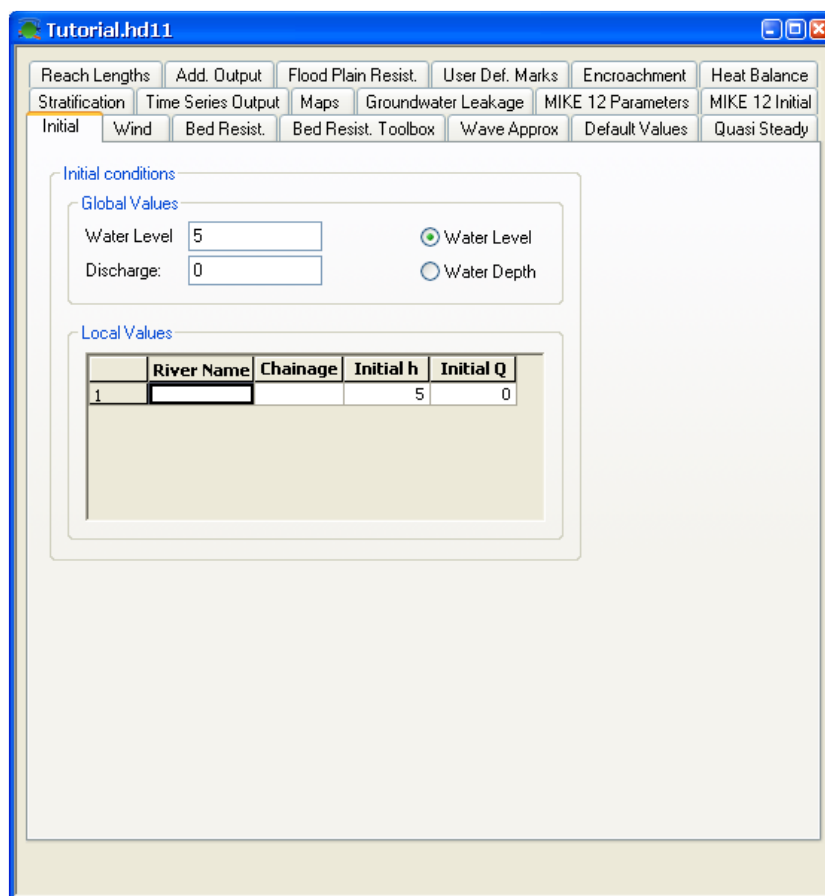 Tutorial.hd11
Reach Lengths Add. Output Flood Plain Resist. User Def. Marks Encroachment Heat Balance
Stratification Time Series Output Maps Groundwater Leakage MIKE 12 Parameters MIKE 12 Initial
Initial Wind Bed Resist. Bed Resist. Toolbox Wave Approx Default Values Quasi Steady
Initial conditions
Global Values
Water Level 5 Water Level
Discharge: 0 Water Depth
Local Values
River Name Chainage Initial h Initial Q
1 5 0